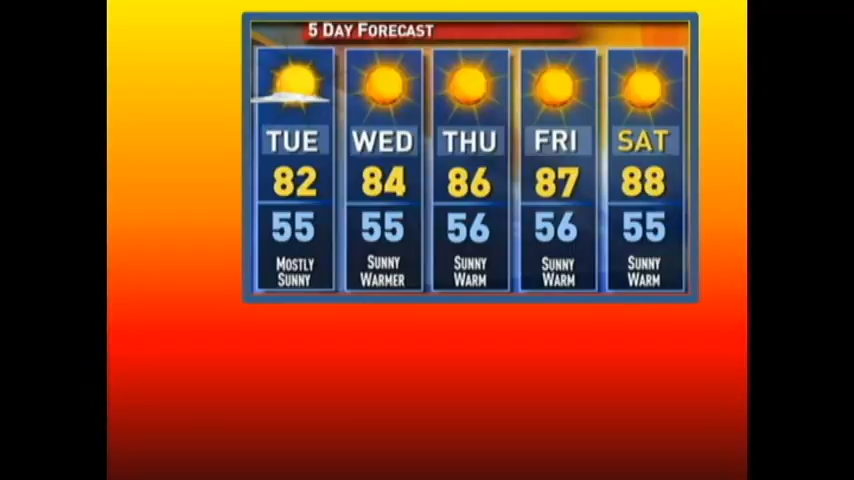 5 DAY FORECAST
TUE WED THU FRI SAT
82 84 86 87 88
55 55 56 56 55
MOSTLY SUNNY SUNNY SUNNY SUNNY
SUNNY WARMER WARM WARM WARM